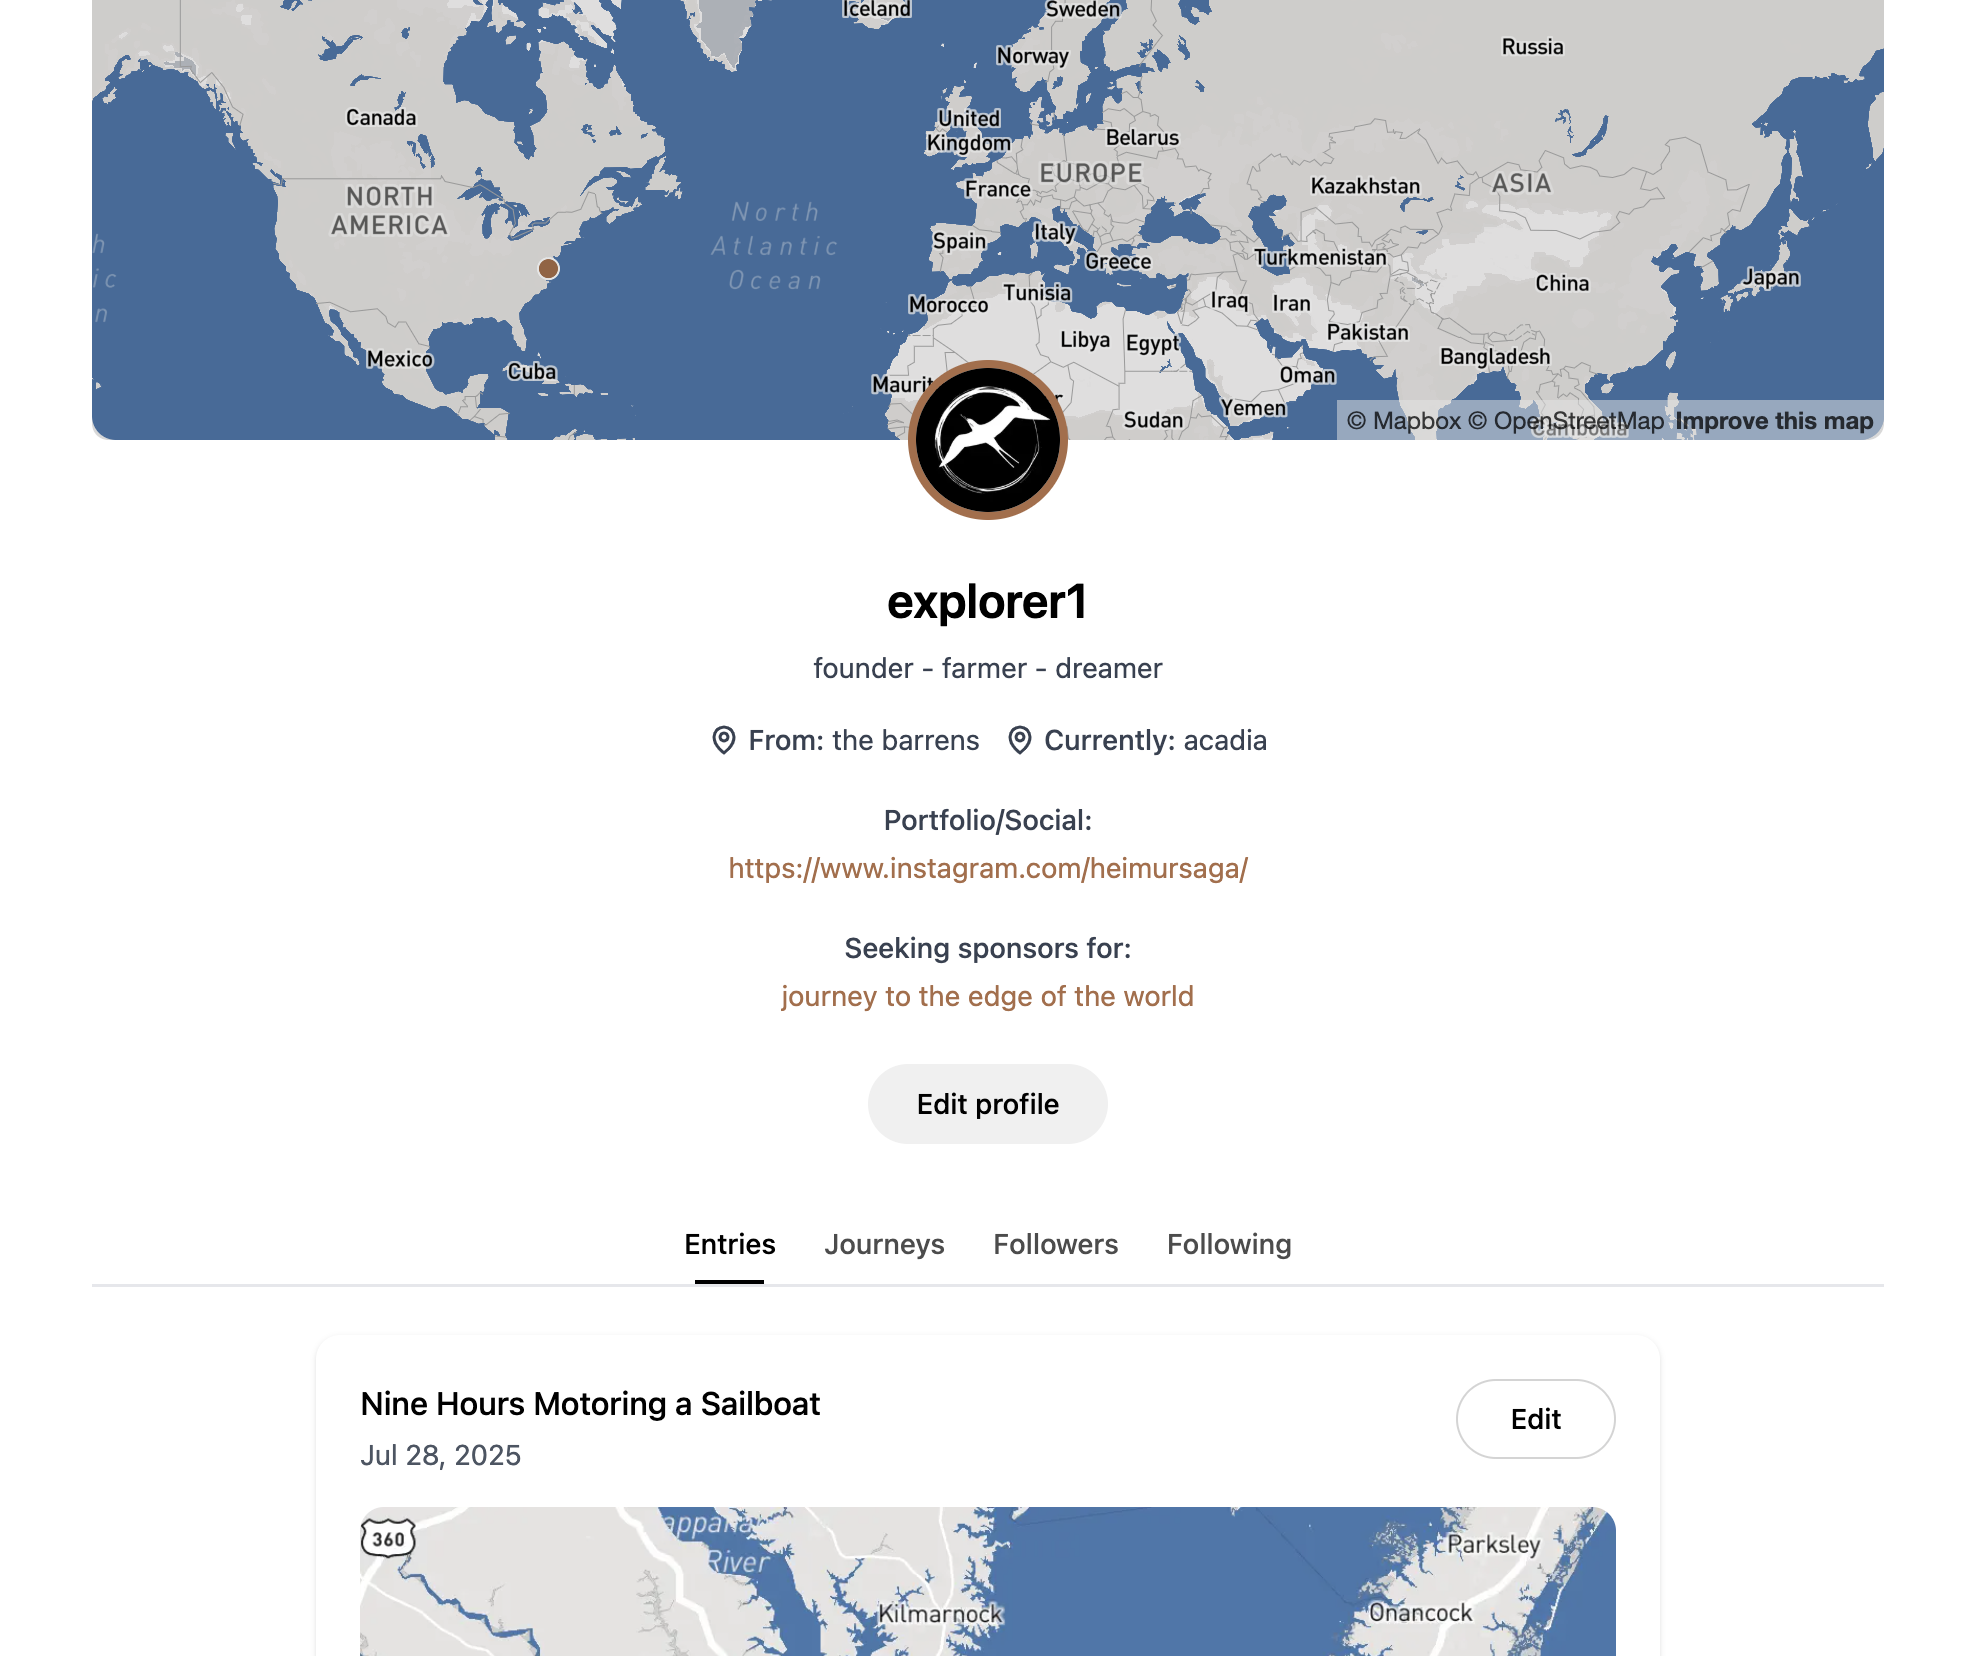 Iceland
Sweden
Norway
Russia
Canada
United
Kingdom
Belarus
EUROPE
France
Kazakhstan
ASIA
NORTH
AMERICA
North
Atlantic
Ocean
h
ic
n
Spain
Italy
Greece
Turkmenistan
China
Japan
Morocco
Tunisia
Iraq
Iran
Pakistan
Libya
Egypt
Bangladesh
Mexico
Cuba
Maurit
r
Oman
Sudan
Yemen
Cambodia
© Mapbox © OpenStreetMap Improve this map
explorer1
founder - farmer - dreamer
From: the barrens Currently: acadia
Portfolio/Social:
https://www.instagram.com/heimursaga/
Seeking sponsors for:
journey to the edge of the world
Edit profile
Entries Journeys Followers Following
Nine Hours Motoring a Sailboat
Edit
Jul 28, 2025
360
appahan
River
Parksley
Kilmarnock
Onancock